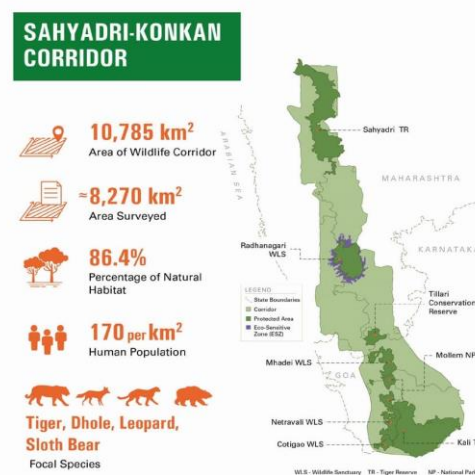 SAHYADRI-KONKAN
CORRIDOR
10,785 km²
Area of Wildlife Corridor
≈8,270 km²
Area Surveyed
86.4%
Percentage of Natural
Habitat
170 per km²
Human Population
Tiger, Dhole, Leopard,
Sloth Bear
Focal Species
ARABIAN SEA
Sahyadri TR
MAHARASHTRA
Radhanagari
WLS
KARNATAKA
LEGEND
State Boundaries
Corridor
Protected Area
Eco-Sensitive
Zone (ESZ)
Tillari
Conservation
Reserve
Mhadei WLS
Mollem NP
GOA
Netravali WLS
Cotigao WLS
Kali T
WLS - Wildlife Sanctuary TR - Tiger Reserve NP - National Park